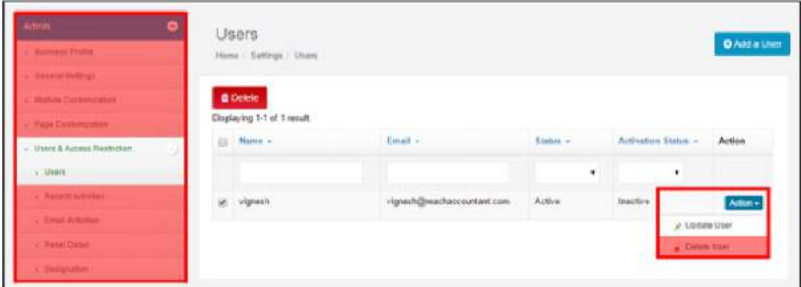 Admin
Business Profile
General Settings
Module Customization
Page Customization
Users & Access Restriction
Users
Recent Activities
Email Activities
Reset Data
Designation
Users
Home / Settings / Users
Add a User
Delete
Displaying 1-1 of 1 result
Name Email Status Activation Status Action
vignesh vignesh@reachaccountant.com Active Inactive Action
Update User
Delete User